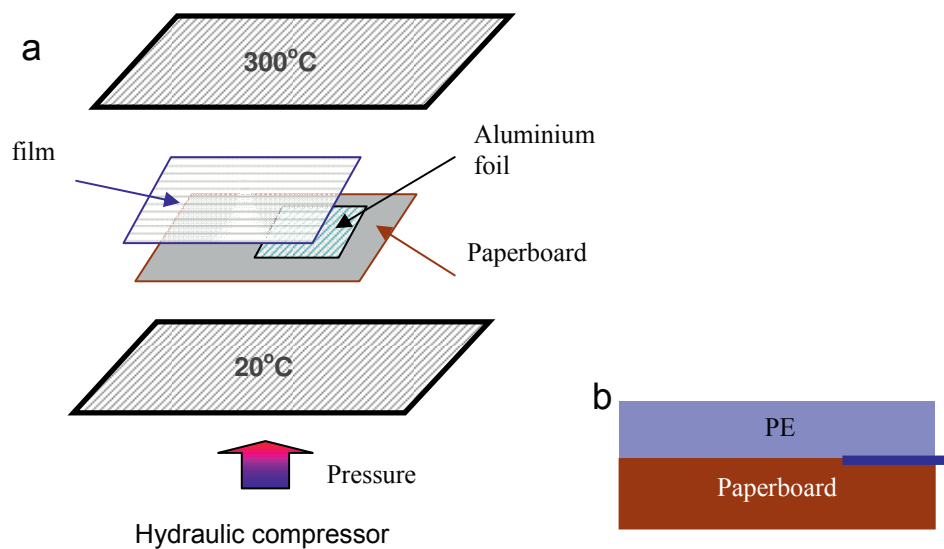 a
300°C
film
Aluminium
foil
Paperboard
20°C
Pressure
Hydraulic compressor
b
PE
Paperboard